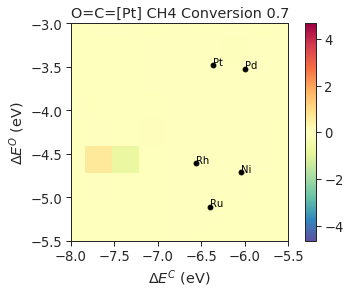 O=C=[Pt] CH4 Conversion 0.7
−3.0
−3.5
−4.0
−4.5
−5.0
−5.5
ΔE^O (eV)
Pt
Pd
Rh
Ni
Ru
−8.0 −7.5 −7.0 −6.5 −6.0 −5.5
ΔE^C (eV)
4
2
0
−2
−4